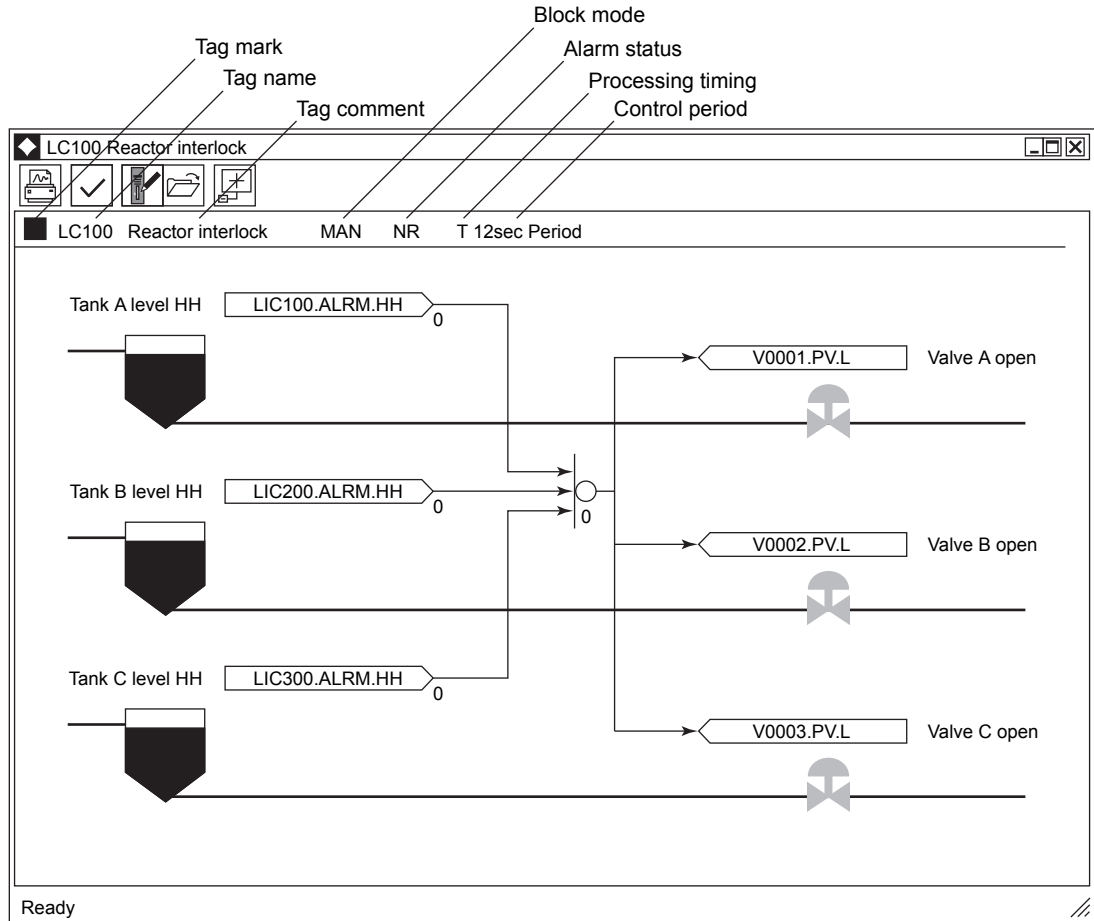 Block mode
Tag mark
Alarm status
Tag name
Processing timing
Tag comment
Control period
LC100 Reactor interlock
LC100 Reactor interlock MAN NR T 12sec Period
Tank A level HH LIC100.ALRM.HH
0
V0001.PV.L Valve A open
Tank B level HH LIC200.ALRM.HH
0
0
V0002.PV.L Valve B open
Tank C level HH LIC300.ALRM.HH
0
V0003.PV.L Valve C open
Ready